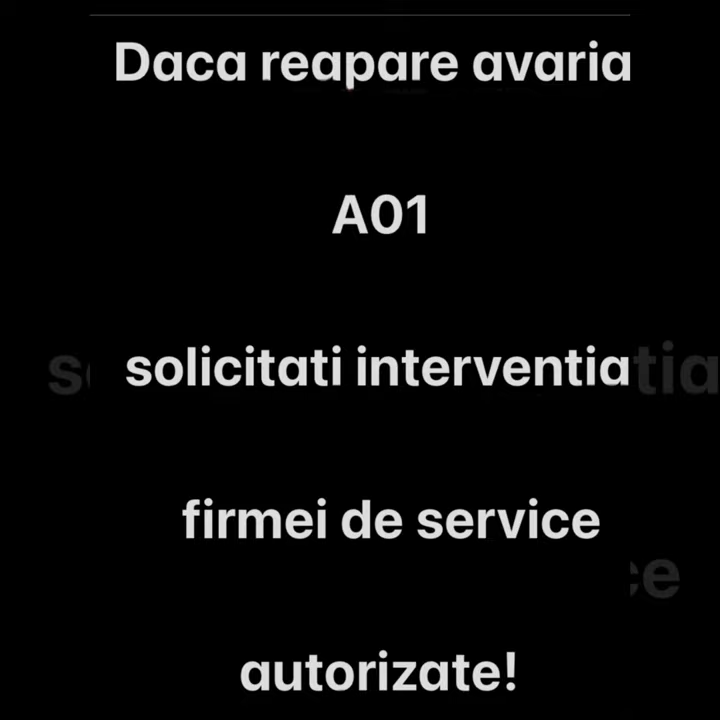 Daca reapare avaria
A01
solicitati interventia
firmei de service
autorizate!